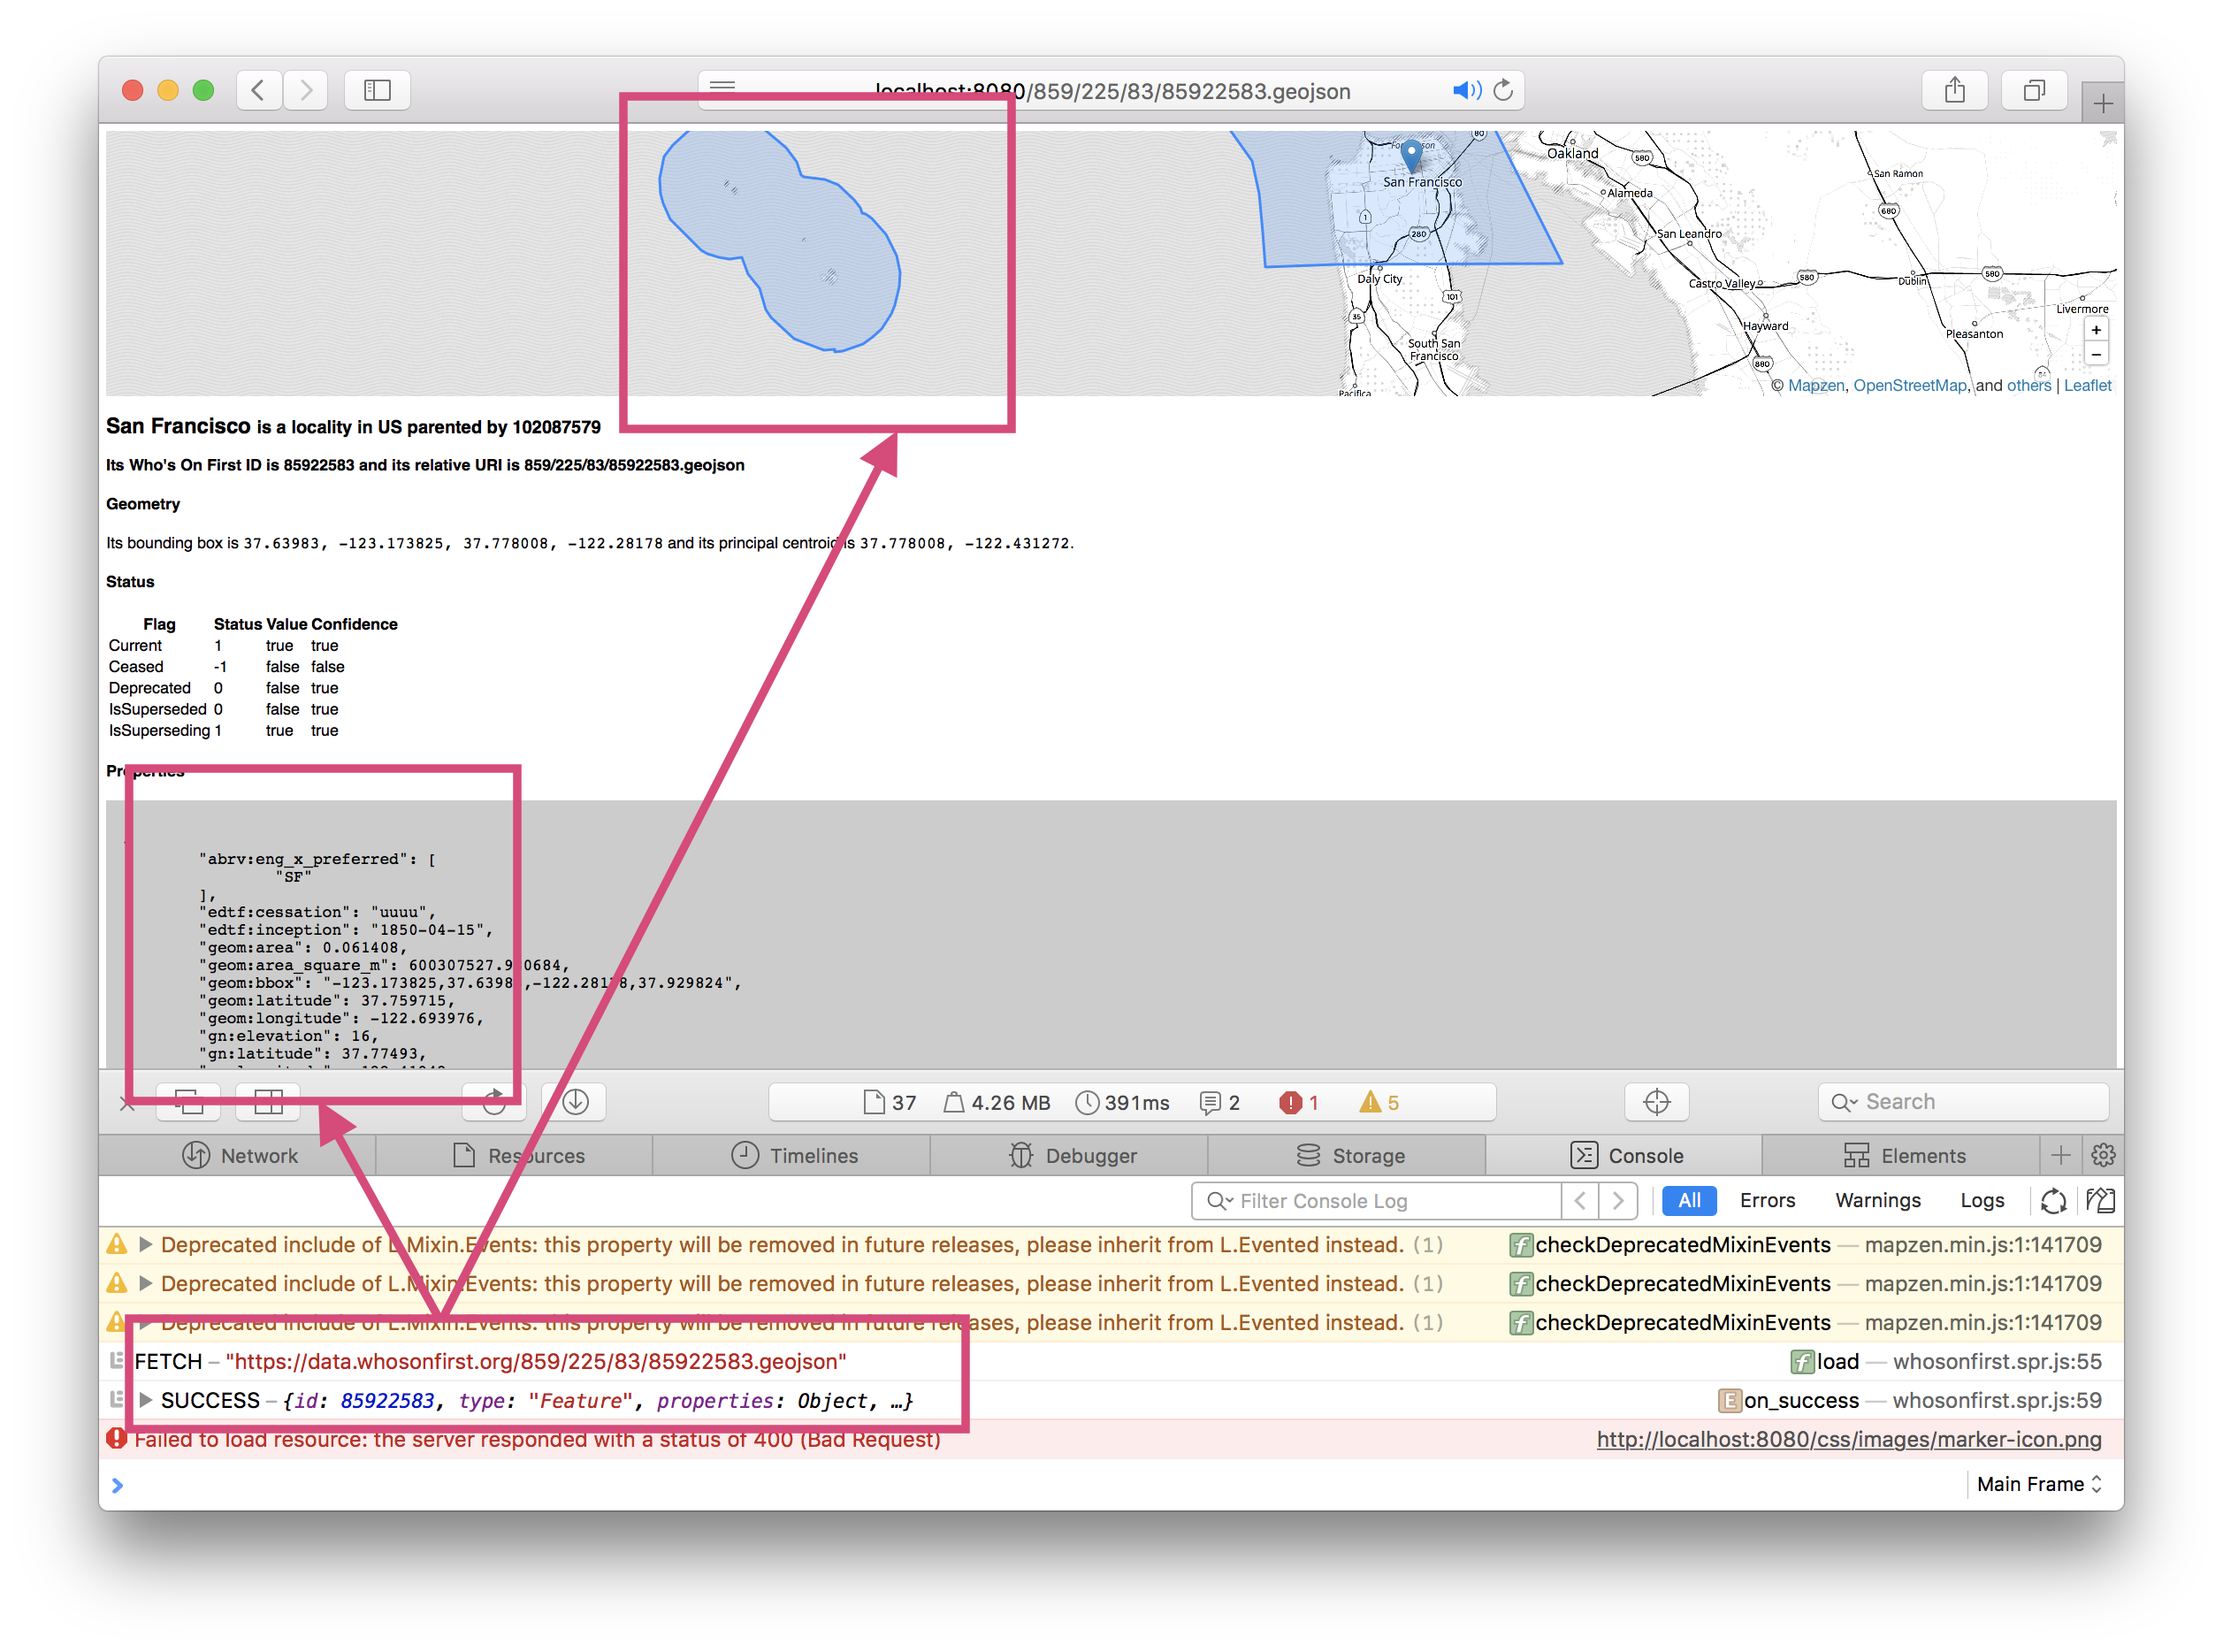 localhost:8080/859/225/83/85922583.geojson
80
Oakland
580
San Francisco
San Ramon
Alameda
1
680
280
San Leandro
Daly City
580
580
Castro Valley
Dublin
101
Livermore
35
Hayward
Pleasanton
+
South San
Francisco
−
880
Pacifica
© Mapzen, OpenStreetMap, and others | Leaflet
San Francisco is a locality in US parented by 102087579
Its Who's On First ID is 85922583 and its relative URI is 859/225/83/85922583.geojson
Geometry
Its bounding box is 37.63983, -123.173825, 37.778008, -122.28178 and its principal centroid is 37.778008, -122.431272.
Status
Flag Status Value Confidence
Current 1 true true
Ceased -1 false false
Deprecated 0 false true
IsSuperseded 0 false true
IsSuperseding 1 true true
Properties
"abrv:eng_x_preferred": [
"SF"
],
"edtf:cessation": "uuuu",
"edtf:inception": "1850-04-15",
"geom:area": 0.061408,
"geom:area_square_m": 600307527.9 0684,
"geom:bbox": "-123.173825,37.63983,-122.28178,37.929824",
"geom:latitude": 37.759715,
"geom:longitude": -122.693976,
"gn:elevation": 16,
"gn:latitude": 37.77493,
37 4.26 MB 391ms 2 1 5 Search
Network Resources Timelines Debugger Storage Console Elements
Filter Console Log All Errors Warnings Logs
Deprecated include of L.Mixin.Events: this property will be removed in future releases, please inherit from L.Evented instead. (1) f checkDeprecatedMixinEvents — mapzen.min.js:1:141709
Deprecated include of L.Mixin.Events: this property will be removed in future releases, please inherit from L.Evented instead. (1) f checkDeprecatedMixinEvents — mapzen.min.js:1:141709
Deprecated include of L.Mixin.Events: this property will be removed in future releases, please inherit from L.Evented instead. (1) f checkDeprecatedMixinEvents — mapzen.min.js:1:141709
FETCH – "https://data.whosonfirst.org/859/225/83/85922583.geojson" f load — whosonfirst.spr.js:55
SUCCESS – {id: 85922583, type: "Feature", properties: Object, …} E on_success — whosonfirst.spr.js:59
Failed to load resource: the server responded with a status of 400 (Bad Request) http://localhost:8080/css/images/marker-icon.png
Main Frame